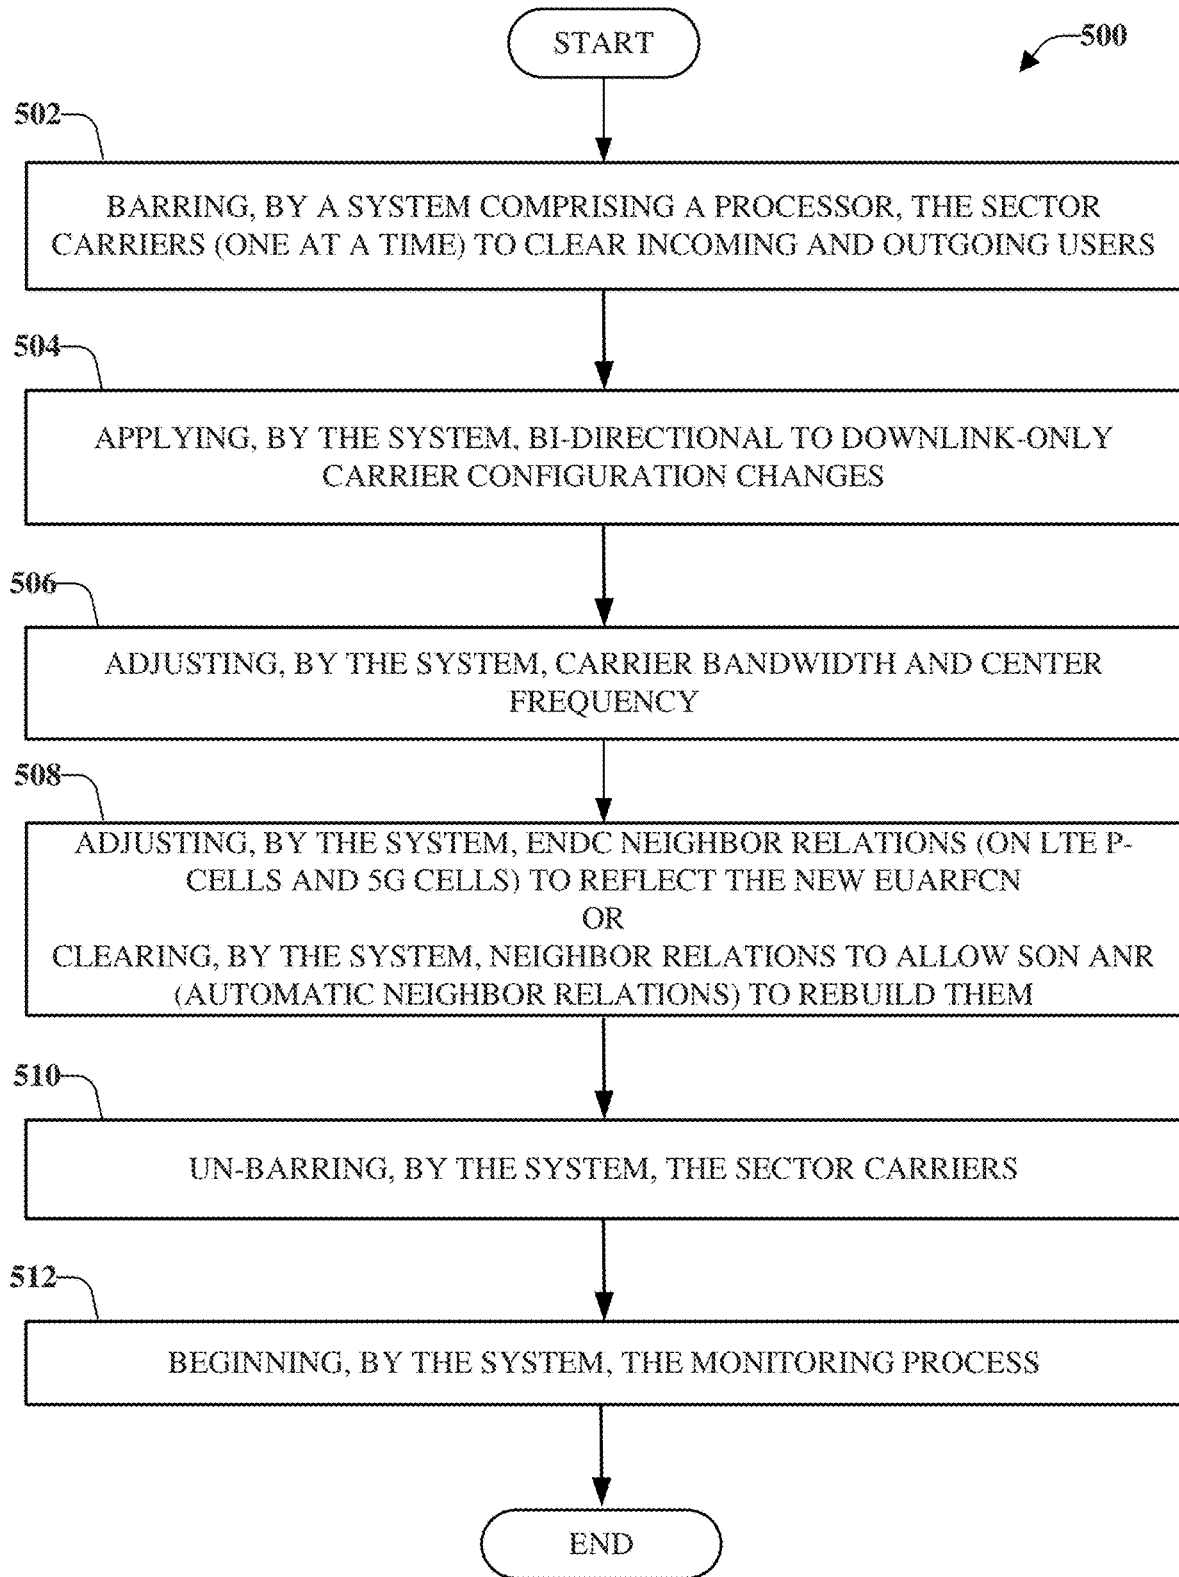 START
500
502
BARRING, BY A SYSTEM COMPRISING A PROCESSOR, THE SECTOR
CARRIERS (ONE AT A TIME) TO CLEAR INCOMING AND OUTGOING USERS
504
APPLYING, BY THE SYSTEM, BI-DIRECTIONAL TO DOWNLINK-ONLY
CARRIER CONFIGURATION CHANGES
506
ADJUSTING, BY THE SYSTEM, CARRIER BANDWIDTH AND CENTER
FREQUENCY
508
ADJUSTING, BY THE SYSTEM, ENDC NEIGHBOR RELATIONS (ON LTE P-
CELLS AND 5G CELLS) TO REFLECT THE NEW EUARFCN
OR
CLEARING, BY THE SYSTEM, NEIGHBOR RELATIONS TO ALLOW SON ANR
(AUTOMATIC NEIGHBOR RELATIONS) TO REBUILD THEM
510
UN-BARRING, BY THE SYSTEM, THE SECTOR CARRIERS
512
BEGINNING, BY THE SYSTEM, THE MONITORING PROCESS
END